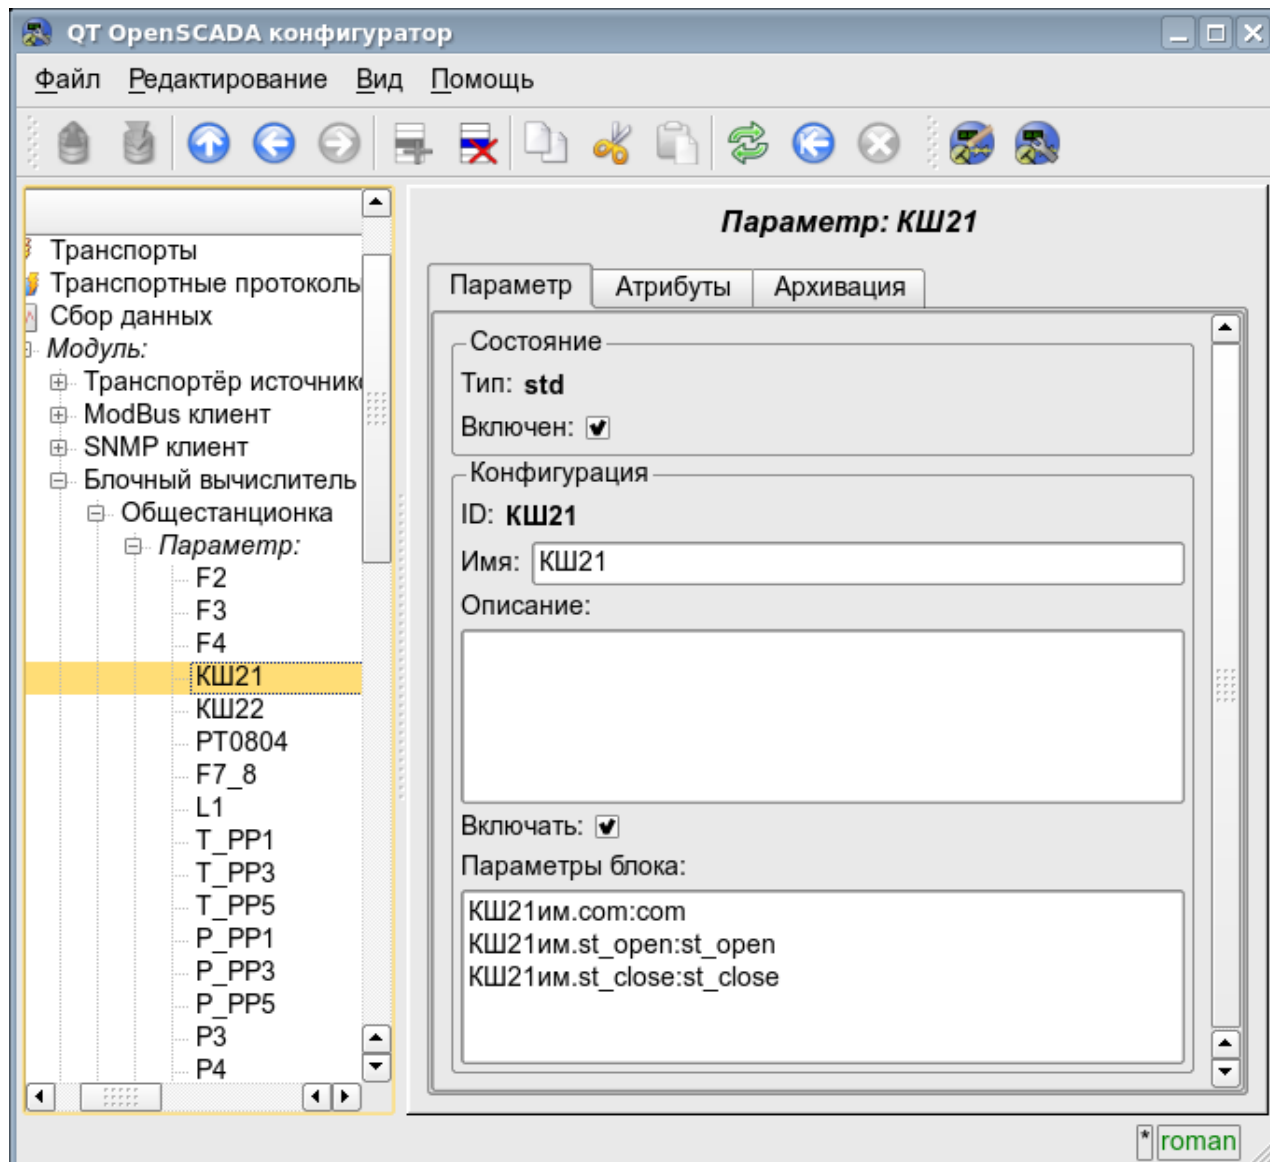 QT OpenSCADA конфигуратор
Файл Редактирование Вид Помощь
Транспорты
Транспортные протоколы
Сбор данных
Модуль:
Транспортёр источнико
ModBus клиент
SNMP клиент
Блочный вычислитель
Общестанционка
Параметр:
F2
F3
F4
КШ21
КШ22
PT0804
F7_8
L1
T_PP1
T_PP3
T_PP5
P_PP1
P_PP3
P_PP5
P3
P4
Параметр: КШ21
Параметр Атрибуты Архивация
Состояние
Тип: std
Включен:
Конфигурация
ID: КШ21
Имя: КШ21
Описание:
Включать:
Параметры блока:
КШ21им.com:com
КШ21им.st_open:st_open
КШ21им.st_close:st_close
* roman